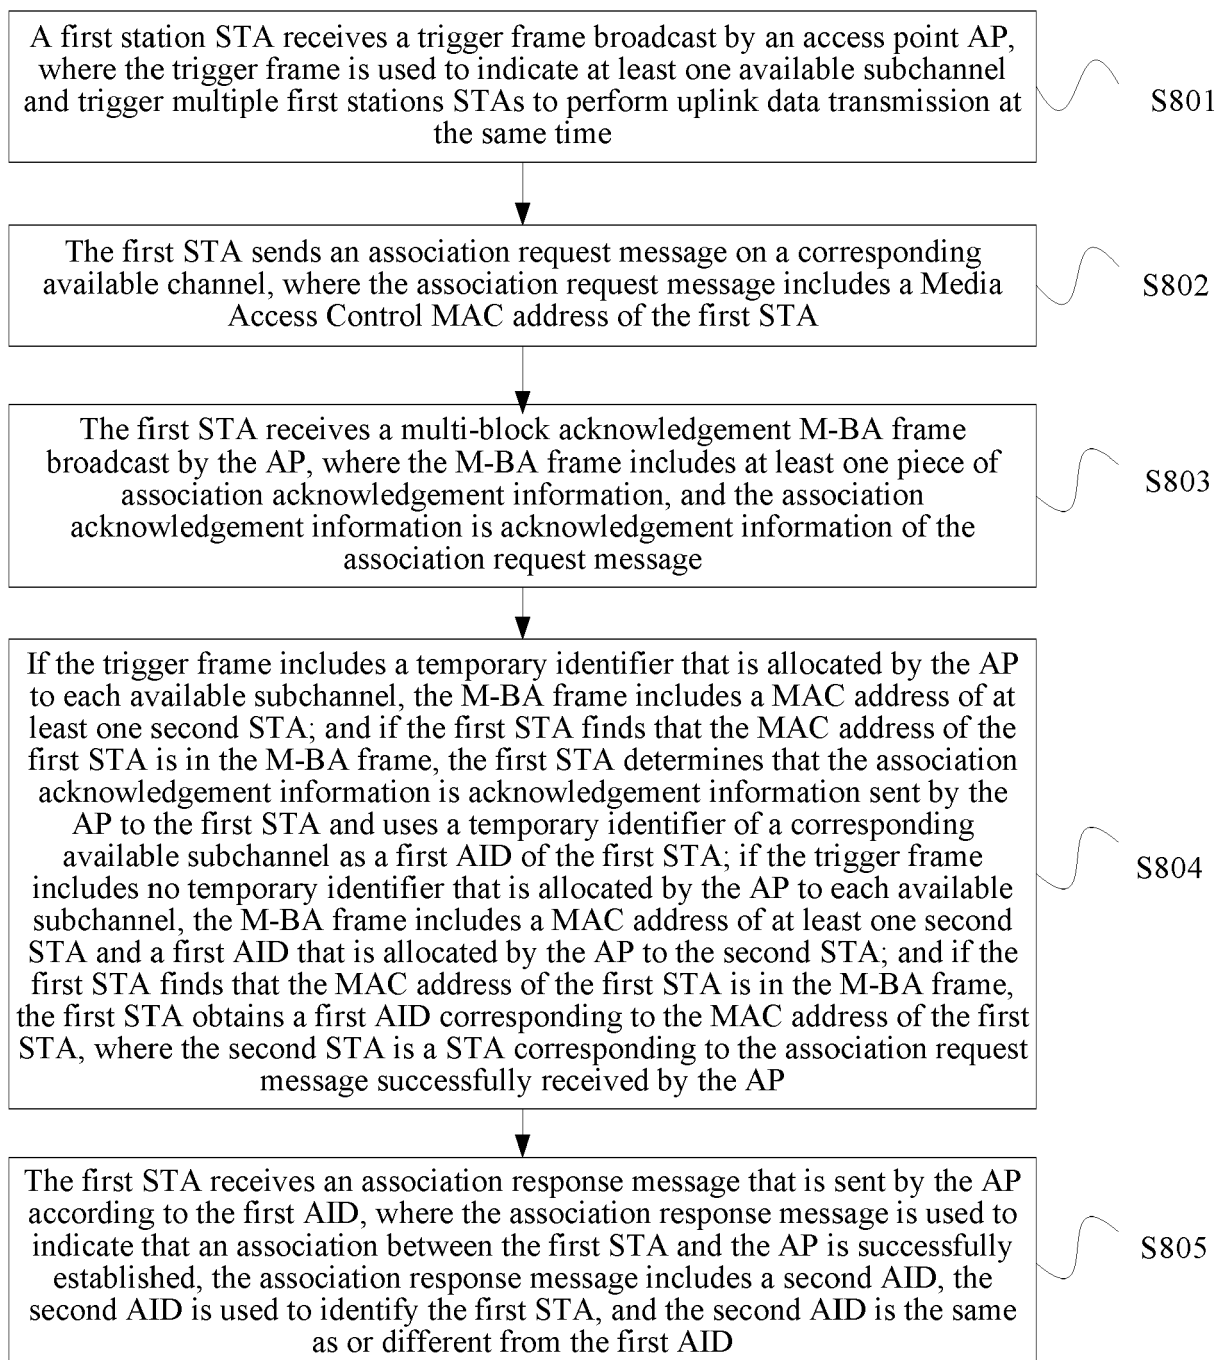 A first station STA receives a trigger frame broadcast by an access point AP,
where the trigger frame is used to indicate at least one available subchannel
and trigger multiple first stations STAs to perform uplink data transmission at
the same time
S801
The first STA sends an association request message on a corresponding
available channel, where the association request message includes a Media
Access Control MAC address of the first STA
S802
The first STA receives a multi-block acknowledgement M-BA frame
broadcast by the AP, where the M-BA frame includes at least one piece of
association acknowledgement information, and the association
acknowledgement information is acknowledgement information of the
association request message
S803
If the trigger frame includes a temporary identifier that is allocated by the AP
to each available subchannel, the M-BA frame includes a MAC address of at
least one second STA; and if the first STA finds that the MAC address of the
first STA is in the M-BA frame, the first STA determines that the association
acknowledgement information is acknowledgement information sent by the
AP to the first STA and uses a temporary identifier of a corresponding
available subchannel as a first AID of the first STA; if the trigger frame
includes no temporary identifier that is allocated by the AP to each available
subchannel, the M-BA frame includes a MAC address of at least one second
STA and a first AID that is allocated by the AP to the second STA; and if the
first STA finds that the MAC address of the first STA is in the M-BA frame,
the first STA obtains a first AID corresponding to the MAC address of the first
STA, where the second STA is a STA corresponding to the association request
message successfully received by the AP
S804
The first STA receives an association response message that is sent by the AP
according to the first AID, where the association response message is used to
indicate that an association between the first STA and the AP is successfully
established, the association response message includes a second AID, the
second AID is used to identify the first STA, and the second AID is the same
as or different from the first AID
S805